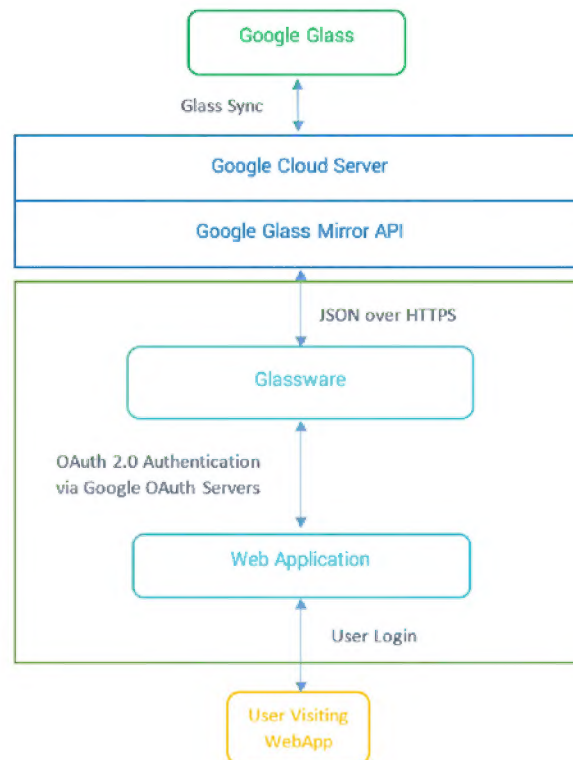 Google Glass
Glass Sync
Google Cloud Server
Google Glass Mirror API
JSON over HTTPS
Glassware
OAuth 2.0 Authentication
via Google OAuth Servers
Web Application
User Login
User Visiting
WebApp